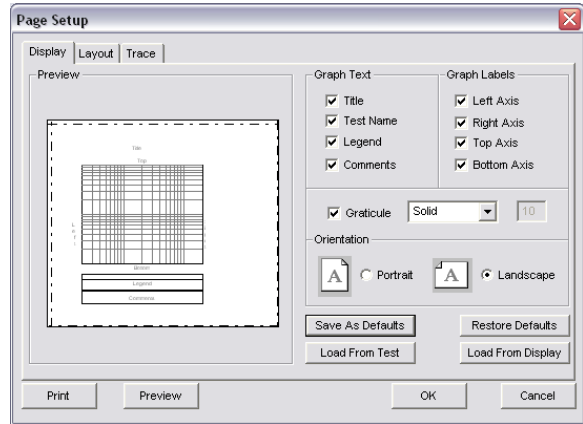 Page Setup
Display Layout Trace
Preview
Title
Top
Left
Bottom
Legend
Comments
Graph Text
Title
Test Name
Legend
Comments
Graph Labels
Left Axis
Right Axis
Top Axis
Bottom Axis
Graticule Solid 10
Orientation
A Portrait A Landscape
Save As Defaults Restore Defaults
Load From Test Load From Display
Print Preview OK Cancel